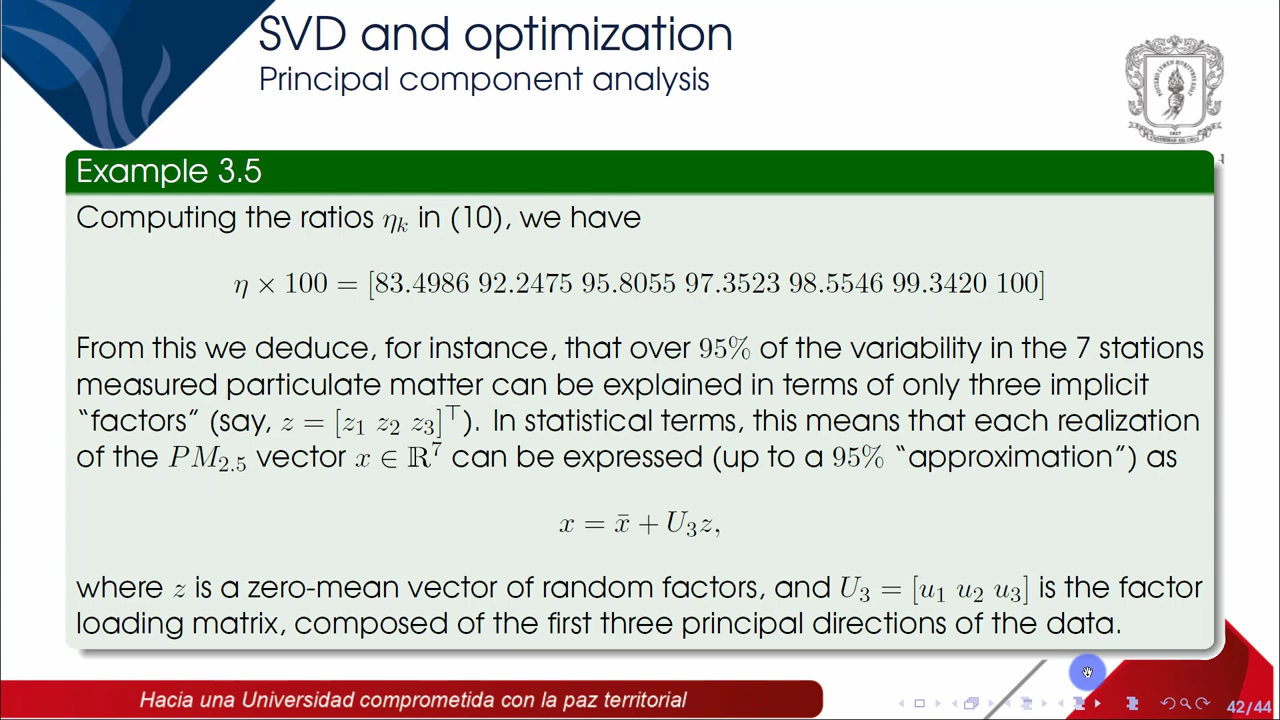 SVD and optimization
Principal component analysis
Example 3.5
Computing the ratios ηₖ in (10), we have
η × 100 = [83.4986 92.2475 95.8055 97.3523 98.5546 99.3420 100]
From this we deduce, for instance, that over 95% of the variability in the 7 stations
measured particulate matter can be explained in terms of only three implicit
“factors” (say, z = [z₁ z₂ z₃]⊤). In statistical terms, this means that each realization
of the PM₂.₅ vector x ∈ ℝ⁷ can be expressed (up to a 95% “approximation”) as
x = x̄ + U₃z,
where z is a zero-mean vector of random factors, and U₃ = [u₁ u₂ u₃] is the factor
loading matrix, composed of the first three principal directions of the data.
Hacia una Universidad comprometida con la paz territorial
42/44